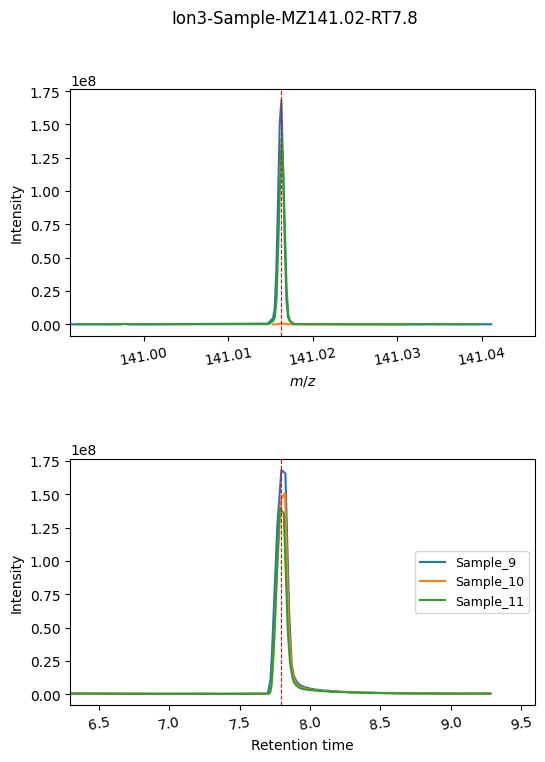 Ion3-Sample-MZ141.02-RT7.8
1e8
1.75
1.50
1.25
1.00
0.75
0.50
0.25
0.00
Intensity
141.00 141.01 141.02 141.03 141.04
m/z
1e8
1.75
1.50
1.25
1.00
0.75
0.50
0.25
0.00
Intensity
Sample_9
Sample_10
Sample_11
6.5 7.0 7.5 8.0 8.5 9.0 9.5
Retention time